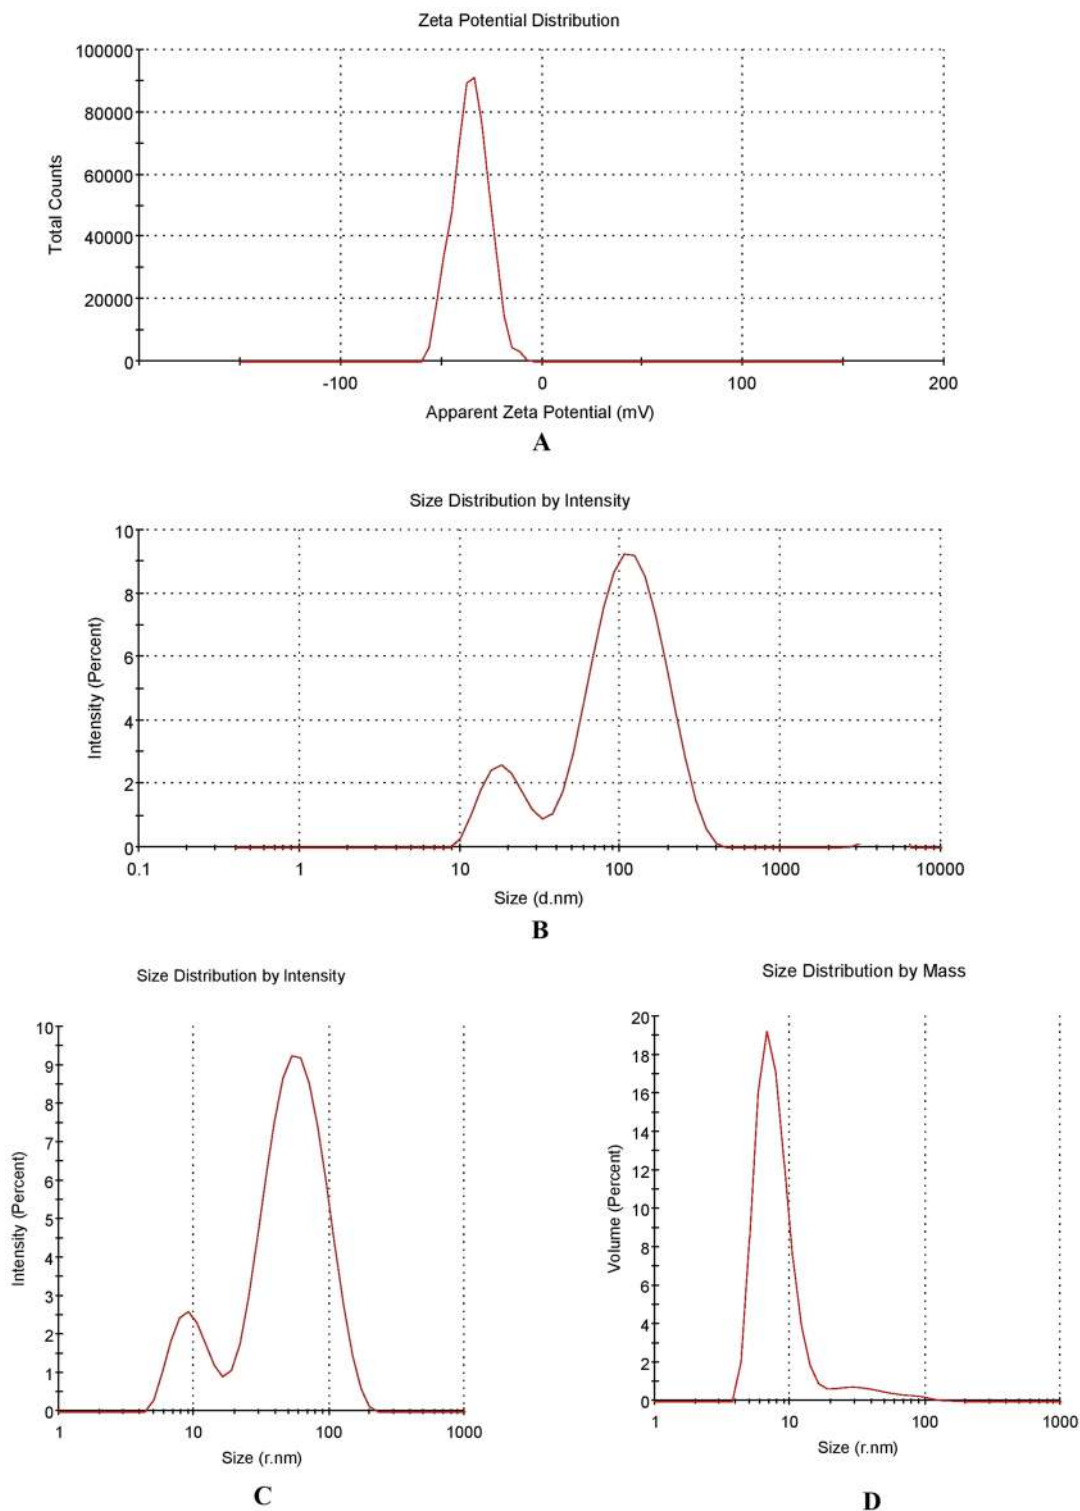 Zeta Potential Distribution
100000
80000
60000
40000
20000
0
Total Counts
-100 0 100 200
Apparent Zeta Potential (mV)
A
Size Distribution by Intensity
10
8
6
4
2
0
Intensity (Percent)
0.1 1 10 100 1000 10000
Size (d.nm)
B
Size Distribution by Intensity
10
9
8
7
6
5
4
3
2
1
0
Intensity (Percent)
1 10 100 1000
Size (r.nm)
C
Size Distribution by Mass
20
18
16
14
12
10
8
6
4
2
0
Volume (Percent)
1 10 100 1000
Size (r.nm)
D